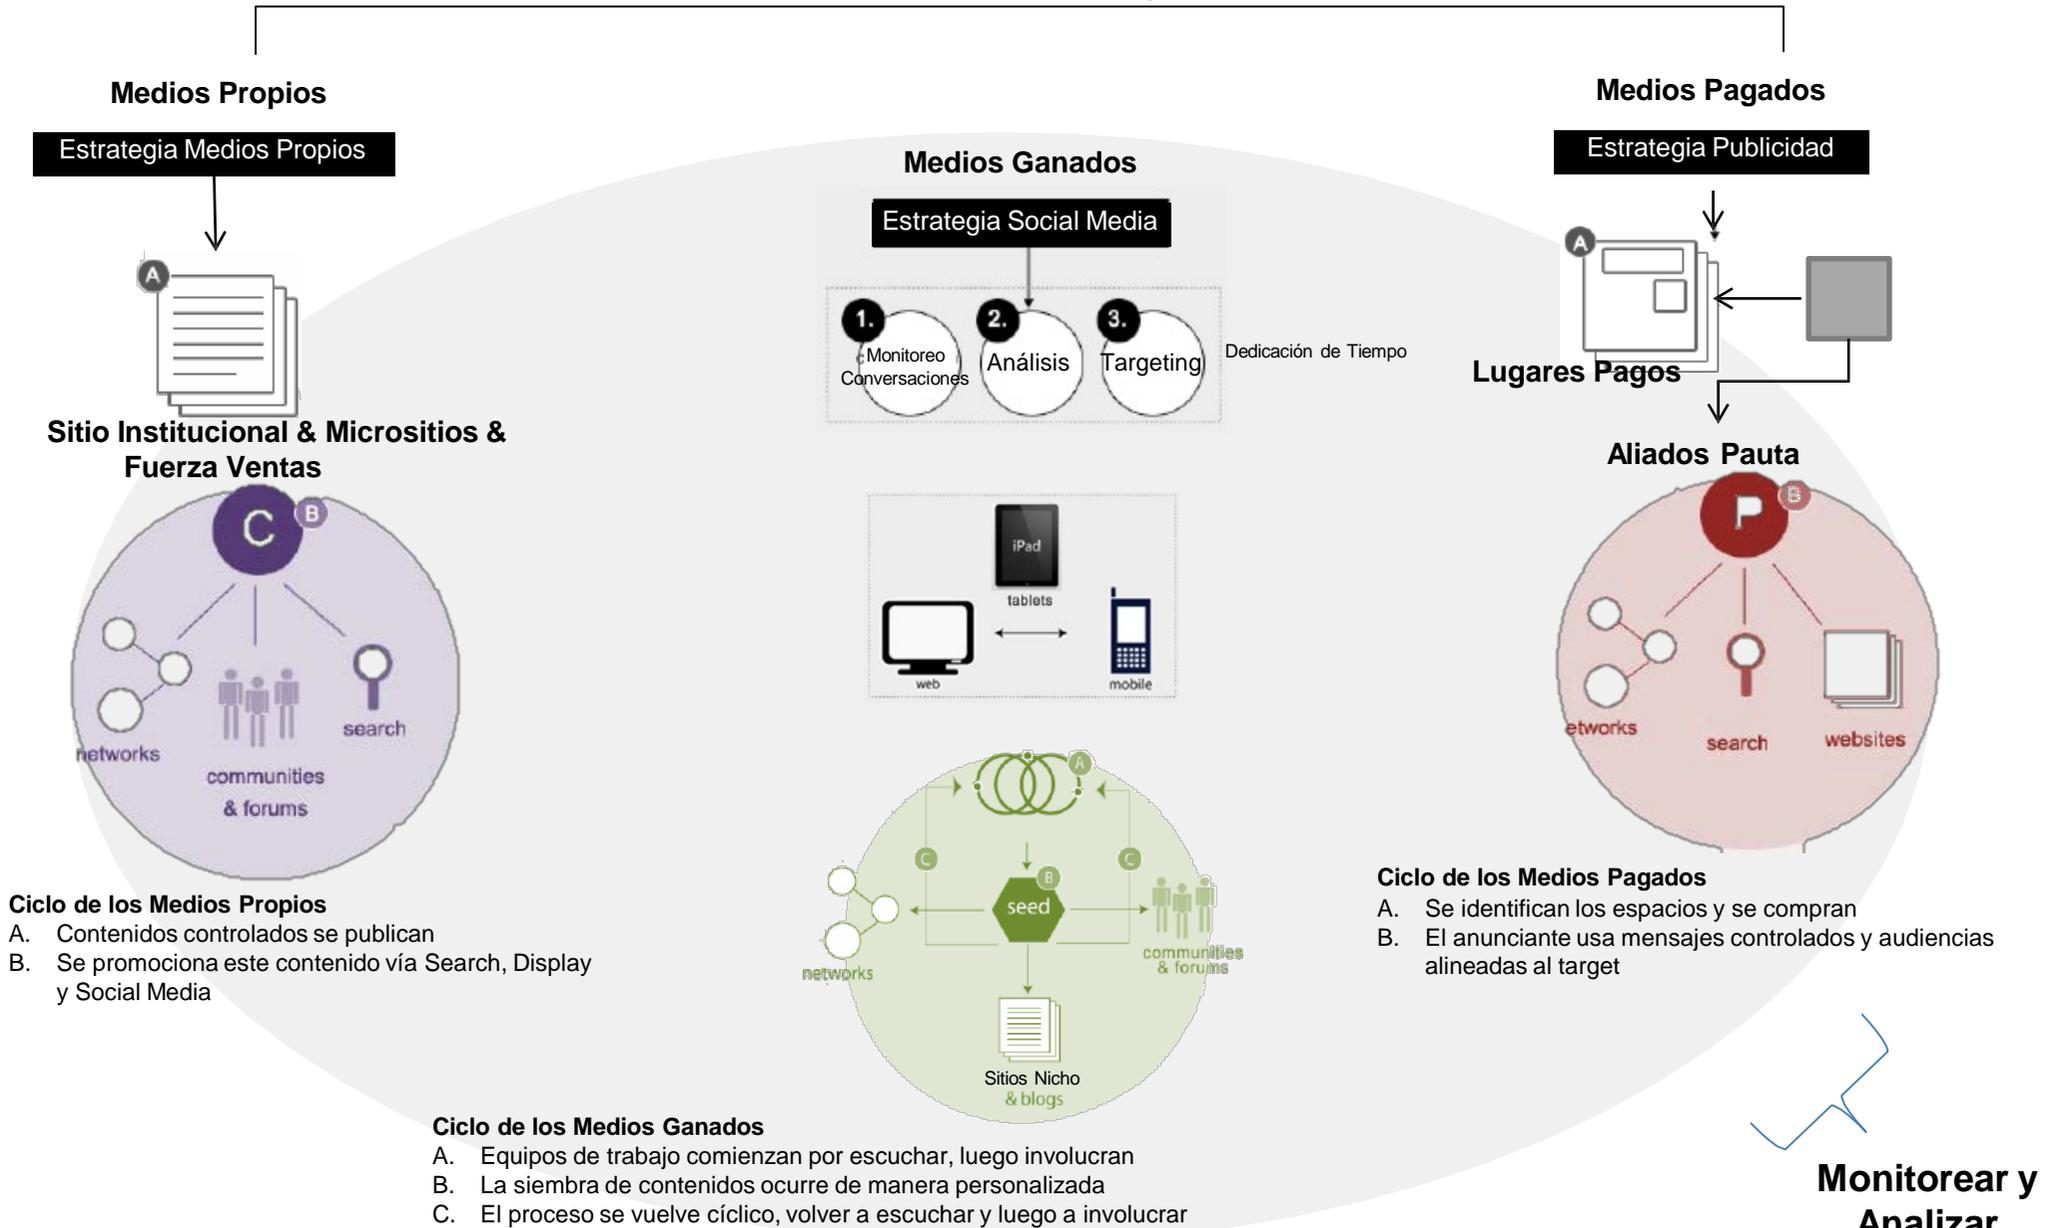 Medios Propios
Estrategia Medios Propios
A
Sitio Institucional & Micrositios &
Fuerza Ventas
C
B
networks
communities
& forums
search
Ciclo de los Medios Propios
A. Contenidos controlados se publican
B. Se promociona este contenido vía Search, Display
y Social Media
Medios Ganados
Estrategia Social Media
1.
Monitoreo
Conversaciones
2.
Análisis
3.
Targeting
Dedicación de Tiempo
iPad
tablets
web
mobile
A
C
C
B
seed
networks
communities
& forums
Sitios Nicho
& blogs
Ciclo de los Medios Ganados
A. Equipos de trabajo comienzan por escuchar, luego involucran
B. La siembra de contenidos ocurre de manera personalizada
C. El proceso se vuelve cíclico, volver a escuchar y luego a involucrar
Medios Pagados
Estrategia Publicidad
A
Lugares Pagos
Aliados Pauta
P
B
etworks
search
websites
Ciclo de los Medios Pagados
A. Se identifican los espacios y se compran
B. El anunciante usa mensajes controlados y audiencias
alineadas al target
Monitorear y
Analizar